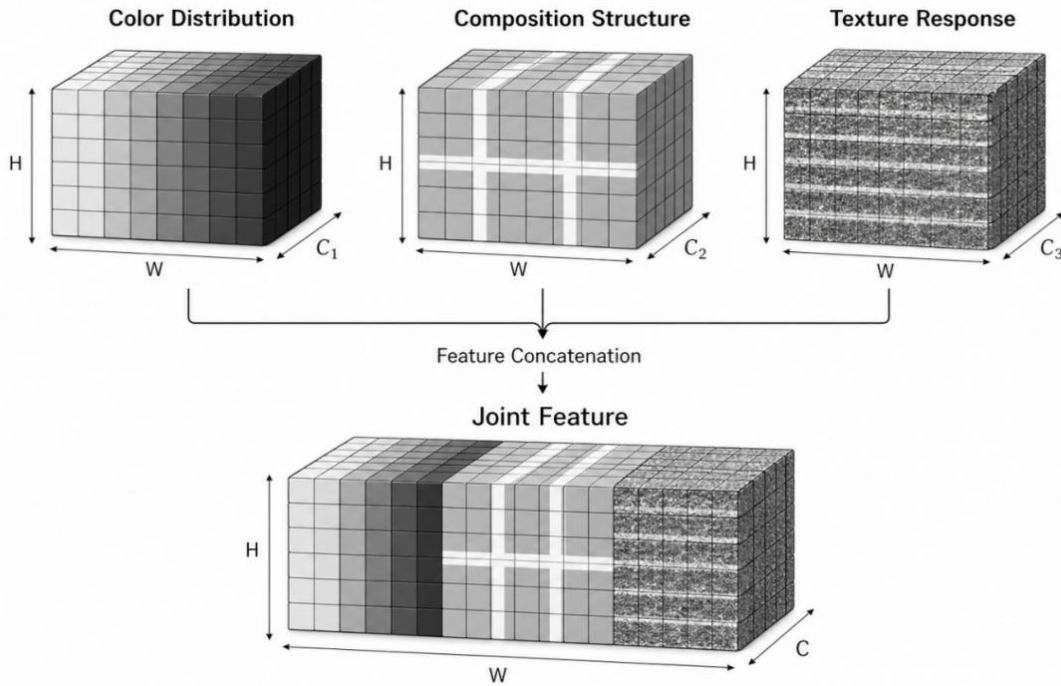 Color Distribution
Composition Structure
Texture Response
H
W
C₁
H
W
C₂
H
W
C₃
Feature Concatenation
Joint Feature
H
W
C